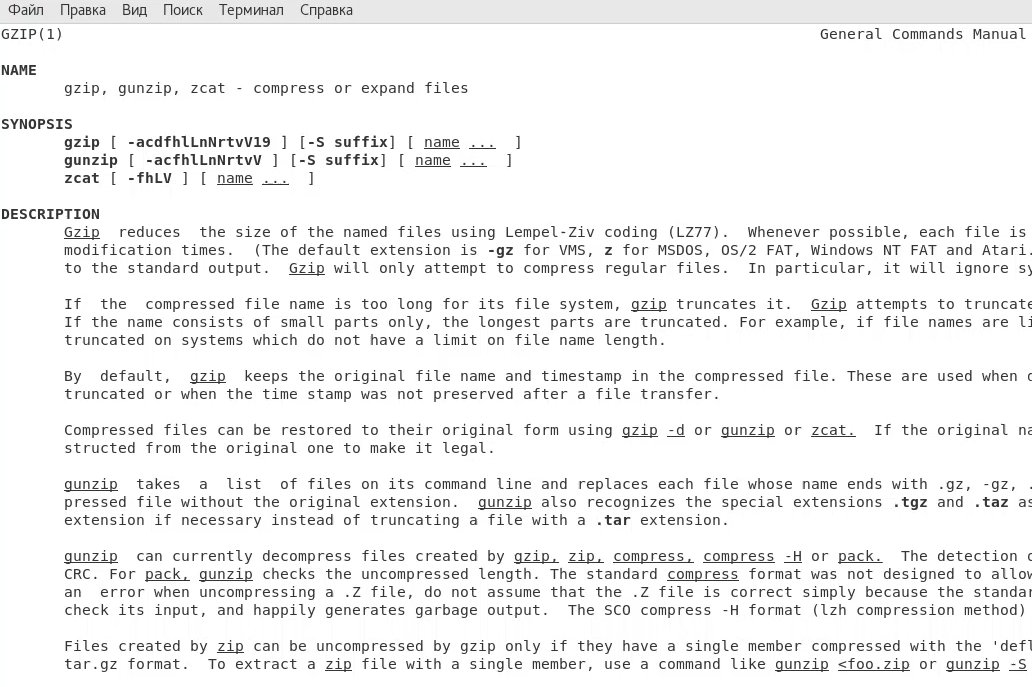 Файл Правка Вид Поиск Терминал Справка
GZIP(1) General Commands Manual
NAME
gzip, gunzip, zcat - compress or expand files
SYNOPSIS
gzip [ -acdfhlLnNrtvV19 ] [-S suffix] [ name ... ]
gunzip [ -acfhlLnNrtvV ] [-S suffix] [ name ... ]
zcat [ -fhLV ] [ name ... ]
DESCRIPTION
Gzip reduces the size of the named files using Lempel-Ziv coding (LZ77). Whenever possible, each file is
modification times. (The default extension is -gz for VMS, z for MSDOS, OS/2 FAT, Windows NT FAT and Atari.
to the standard output. Gzip will only attempt to compress regular files. In particular, it will ignore sy
If the compressed file name is too long for its file system, gzip truncates it. Gzip attempts to truncate
If the name consists of small parts only, the longest parts are truncated. For example, if file names are li
truncated on systems which do not have a limit on file name length.
By default, gzip keeps the original file name and timestamp in the compressed file. These are used when
truncated or when the time stamp was not preserved after a file transfer.
Compressed files can be restored to their original form using gzip -d or gunzip or zcat. If the original na
structed from the original one to make it legal.
gunzip takes a list of files on its command line and replaces each file whose name ends with .gz, -gz, .
pressed file without the original extension. gunzip also recognizes the special extensions .tgz and .taz as
extension if necessary instead of truncating a file with a .tar extension.
gunzip can currently decompress files created by gzip, zip, compress, compress -H or pack. The detection
CRC. For pack, gunzip checks the uncompressed length. The standard compress format was not designed to allow
an error when uncompressing a .Z file, do not assume that the .Z file is correct simply because the standar
check its input, and happily generates garbage output. The SCO compress -H format (lzh compression method)
Files created by zip can be uncompressed by gzip only if they have a single member compressed with the 'defl
tar.gz format. To extract a zip file with a single member, use a command like gunzip <foo.zip or gunzip -S